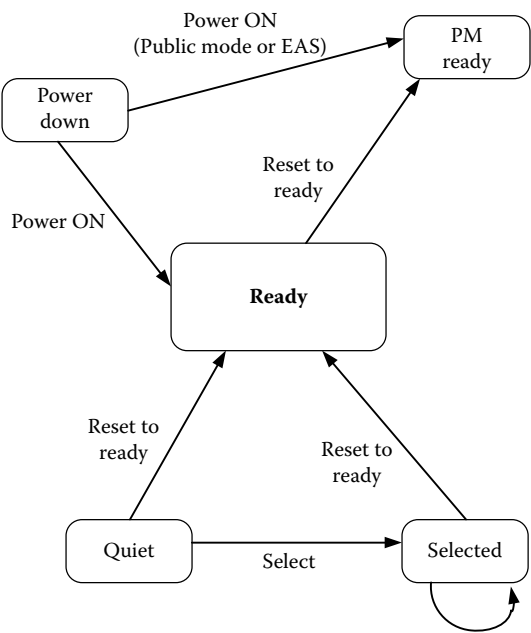 Power ON
(Public mode or EAS)
PM
ready
Power
down
Reset to
ready
Power ON
Ready
Reset to
ready
Reset to
ready
Quiet
Select
Selected